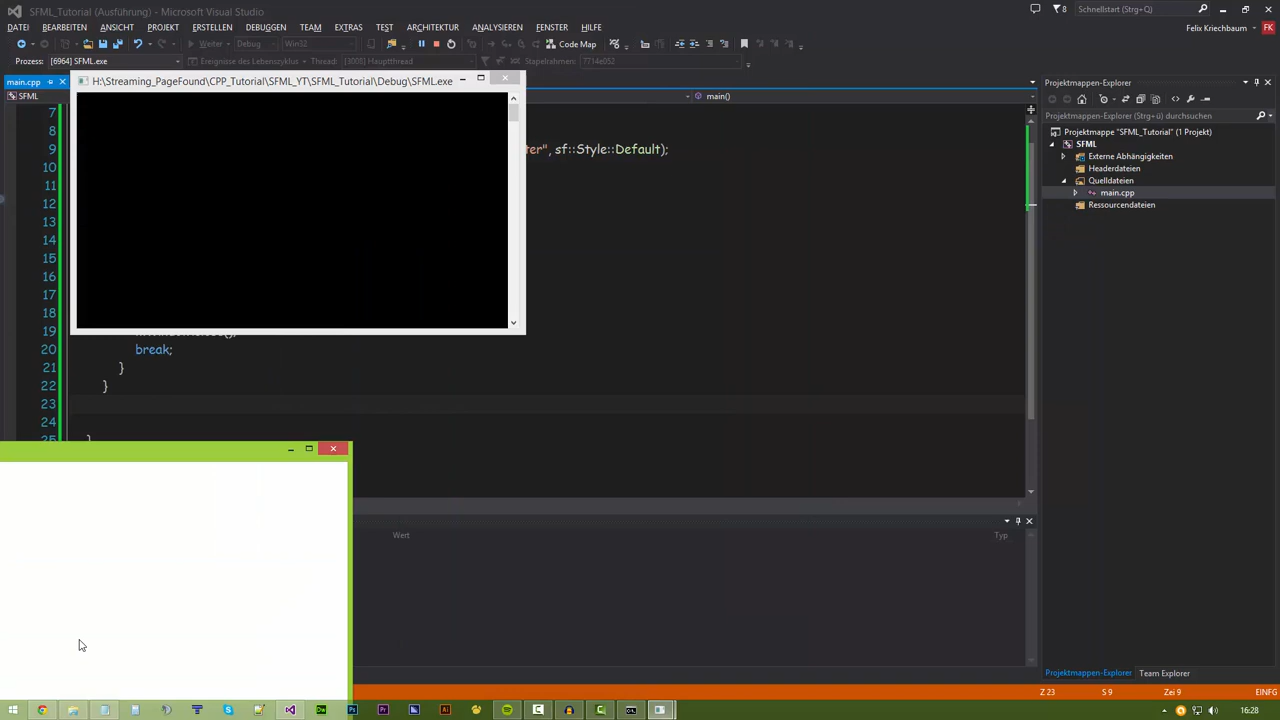 SFML_Tutorial (Ausführung) - Microsoft Visual Studio
8
Schnellstart (Strg+Q)
DATEI BEARBEITEN ANSICHT PROJEKT ERSTELLEN DEBUGGEN TEAM EXTRAS TEST ARCHITEKTUR ANALYSIEREN FENSTER HILFE
Felix Kriechbaum FK
Weiter Debug Win32 Code Map
Prozess: [6964] SFML.exe Ereignisse des Lebenszyklus Thread: [3008] Hauptthread Stapelrahmen: 7714e052
main.cpp
H:\Streaming_PageFound\CPP_Tutorial\SFML_YT\SFML_Tutorial\Debug\SFML.exe
Projektmappen-Explorer
SFML
main()
Projektmappen-Explorer (Strg+ü) durchsuchen
Projektmappe "SFML_Tutorial" (1 Projekt)
SFML
Externe Abhängigkeiten
Headerdateien
Quelldateien
main.cpp
Ressourcendateien
7
8
9 ter", sf::Style::Default);
10
11
12
13
14
15
16
17
18
19
20 break;
21 }
22 }
23
24
25 }
Wert Typ
Projektmappen-Explorer Team Explorer
Z 23 S 9 Zei 9 EINFG
16:28